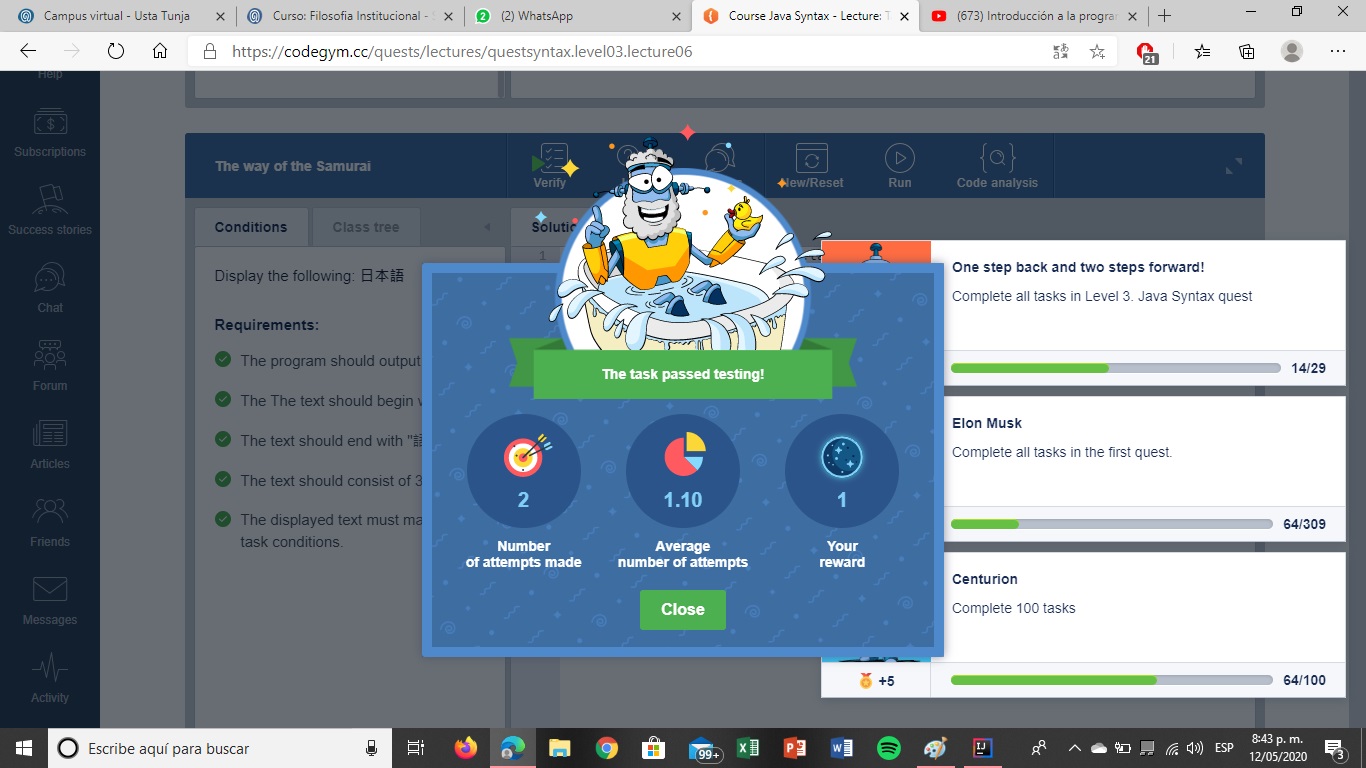 Campus virtual - Usta Tunja
Curso: Filosofia Institucional -
(2) WhatsApp
Course Java Syntax - Lecture: T
(673) Introducción a la progra
https://codegym.cc/quests/lectures/questsyntax.level03.lecture06
21
Help
Subscriptions
Success stories
Chat
Forum
Articles
Friends
Messages
Activity
The way of the Samurai
Verify
New/Reset
Run
Code analysis
Conditions
Class tree
Solutio
1
Display the following: 日本語
Requirements:
The program should output
The The text should begin
The text should end with "語
The text should consist of 3
The displayed text must ma
task conditions.
The task passed testing!
2
Number
of attempts made
1.10
Average
number of attempts
1
Your
reward
Close
One step back and two steps forward!
Complete all tasks in Level 3. Java Syntax quest
14/29
Elon Musk
Complete all tasks in the first quest.
64/309
Centurion
Complete 100 tasks
+5
64/100
Escribe aquí para buscar
99+
ESP
8:43 p. m.
12/05/2020
3